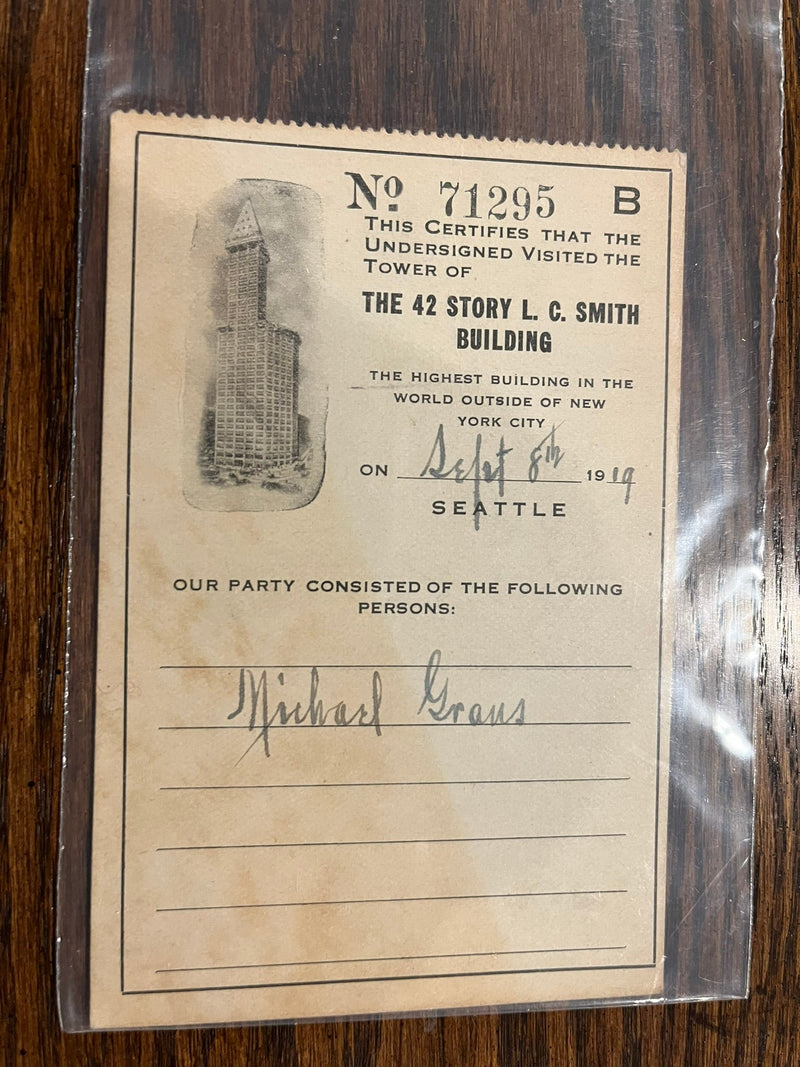 Nº 71295 B
THIS CERTIFIES THAT THE
UNDERSIGNED VISITED THE
TOWER OF
THE 42 STORY L. C. SMITH
BUILDING
THE HIGHEST BUILDING IN THE
WORLD OUTSIDE OF NEW
YORK CITY
ON Sept 8th 1919
SEATTLE
OUR PARTY CONSISTED OF THE FOLLOWING
PERSONS:
Michael Graus